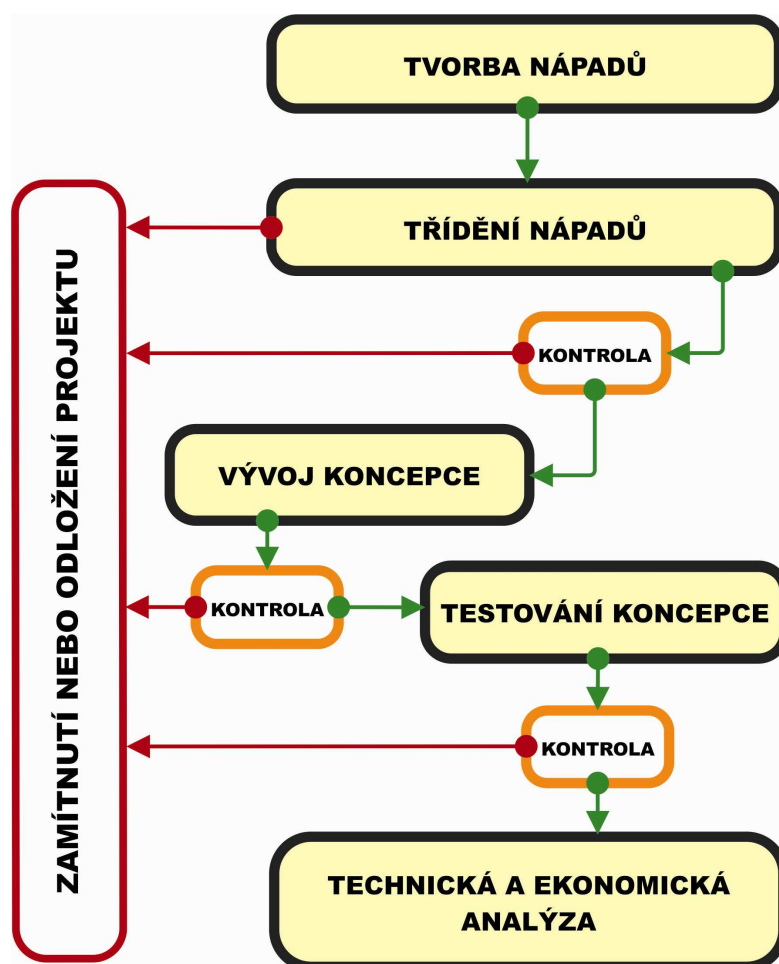 TVORBA NÁPADŮ
TŘÍDĚNÍ NÁPADŮ
KONTROLA
VÝVOJ KONCEPCE
KONTROLA
TESTOVÁNÍ KONCEPCE
KONTROLA
TECHNICKÁ A EKONOMICKÁ
ANALÝZA
ZAMÍTNUTÍ NEBO ODLOŽENÍ PROJEKTU